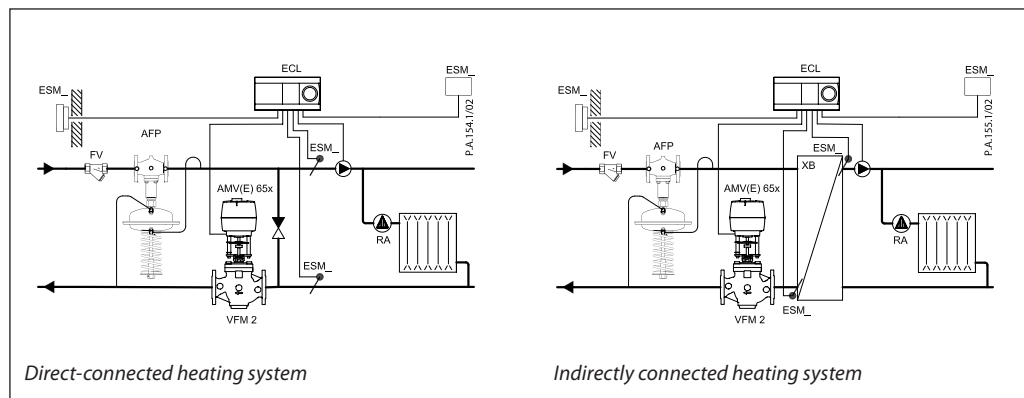 ECL
ESM_
ESM_
AFP
FV
ESM_
P.A.154.1/02
AMV(E) 65x
RA
ESM_
VFM 2
Direct-connected heating system
ECL
ESM_
ESM_
AFP
FV
ESM_
P.A.155.1/02
XB
AMV(E) 65x
RA
ESM_
VFM 2
Indirectly connected heating system